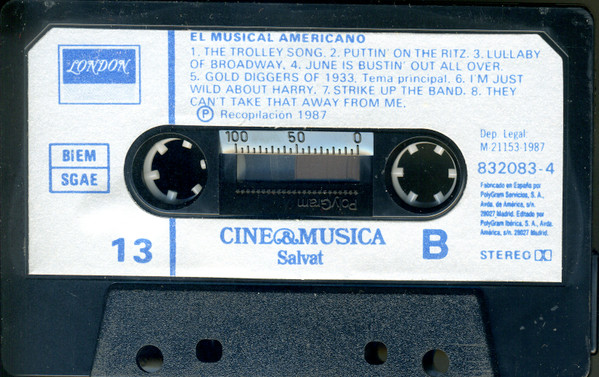 EL MUSICAL AMERICANO
1. THE TROLLEY SONG. 2. PUTTIN' ON THE RITZ. 3. LULLABY
OF BROADWAY. 4. JUNE IS BUSTIN' OUT ALL OVER.
5. GOLD DIGGERS OF 1933. Tema principal. 6. I'M JUST
WILD ABOUT HARRY. 7. STRIKE UP THE BAND. 8. THEY
CAN'T TAKE THAT AWAY FROM ME.
Ⓟ Recopilación 1987
LONDON
BIEM
SGAE
100 50 0
PolyGram
Dep. Legal:
M 21153-1987
832083-4
Fabricado en España por
PolyGram Servicios, S. A.,
Avda. de América, s/n.
28027 Madrid. Editado por
PolyGram Ibérica, S. A., Avda.
América, s/n. 28027 Madrid.
STEREO
13
CINE&MUSICA
Salvat
B